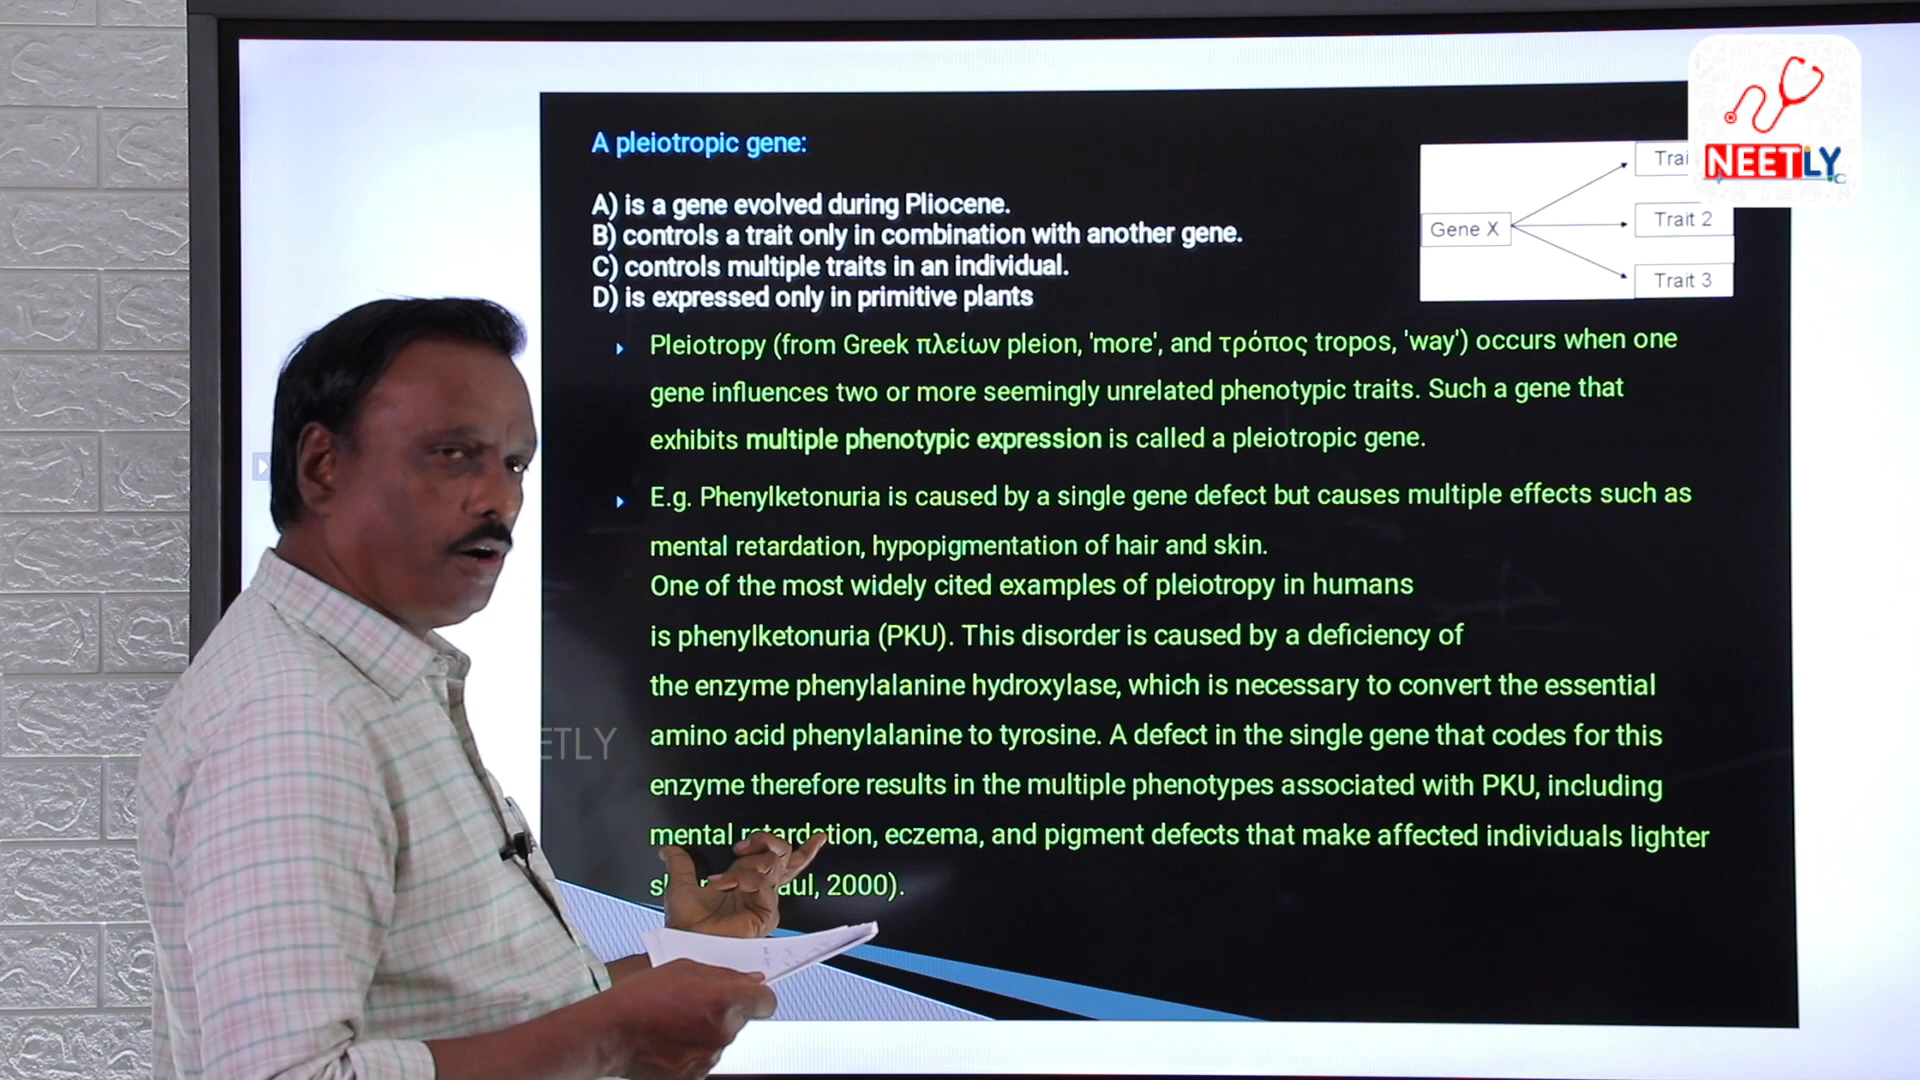 A pleiotropic gene:
A) is a gene evolved during Pliocene.
B) controls a trait only in combination with another gene.
C) controls multiple traits in an individual.
D) is expressed only in primitive plants
Gene X
Trai
Trait 2
Trait 3
NEETLY
Pleiotropy (from Greek πλείων pleion, 'more', and τρόπος tropos, 'way') occurs when one
gene influences two or more seemingly unrelated phenotypic traits. Such a gene that
exhibits multiple phenotypic expression is called a pleiotropic gene.
E.g. Phenylketonuria is caused by a single gene defect but causes multiple effects such as
mental retardation, hypopigmentation of hair and skin.
One of the most widely cited examples of pleiotropy in humans
is phenylketonuria (PKU). This disorder is caused by a deficiency of
the enzyme phenylalanine hydroxylase, which is necessary to convert the essential
amino acid phenylalanine to tyrosine. A defect in the single gene that codes for this
ETLY
enzyme therefore results in the multiple phenotypes associated with PKU, including
mental retardation, eczema, and pigment defects that make affected individuals lighter
aul, 2000).